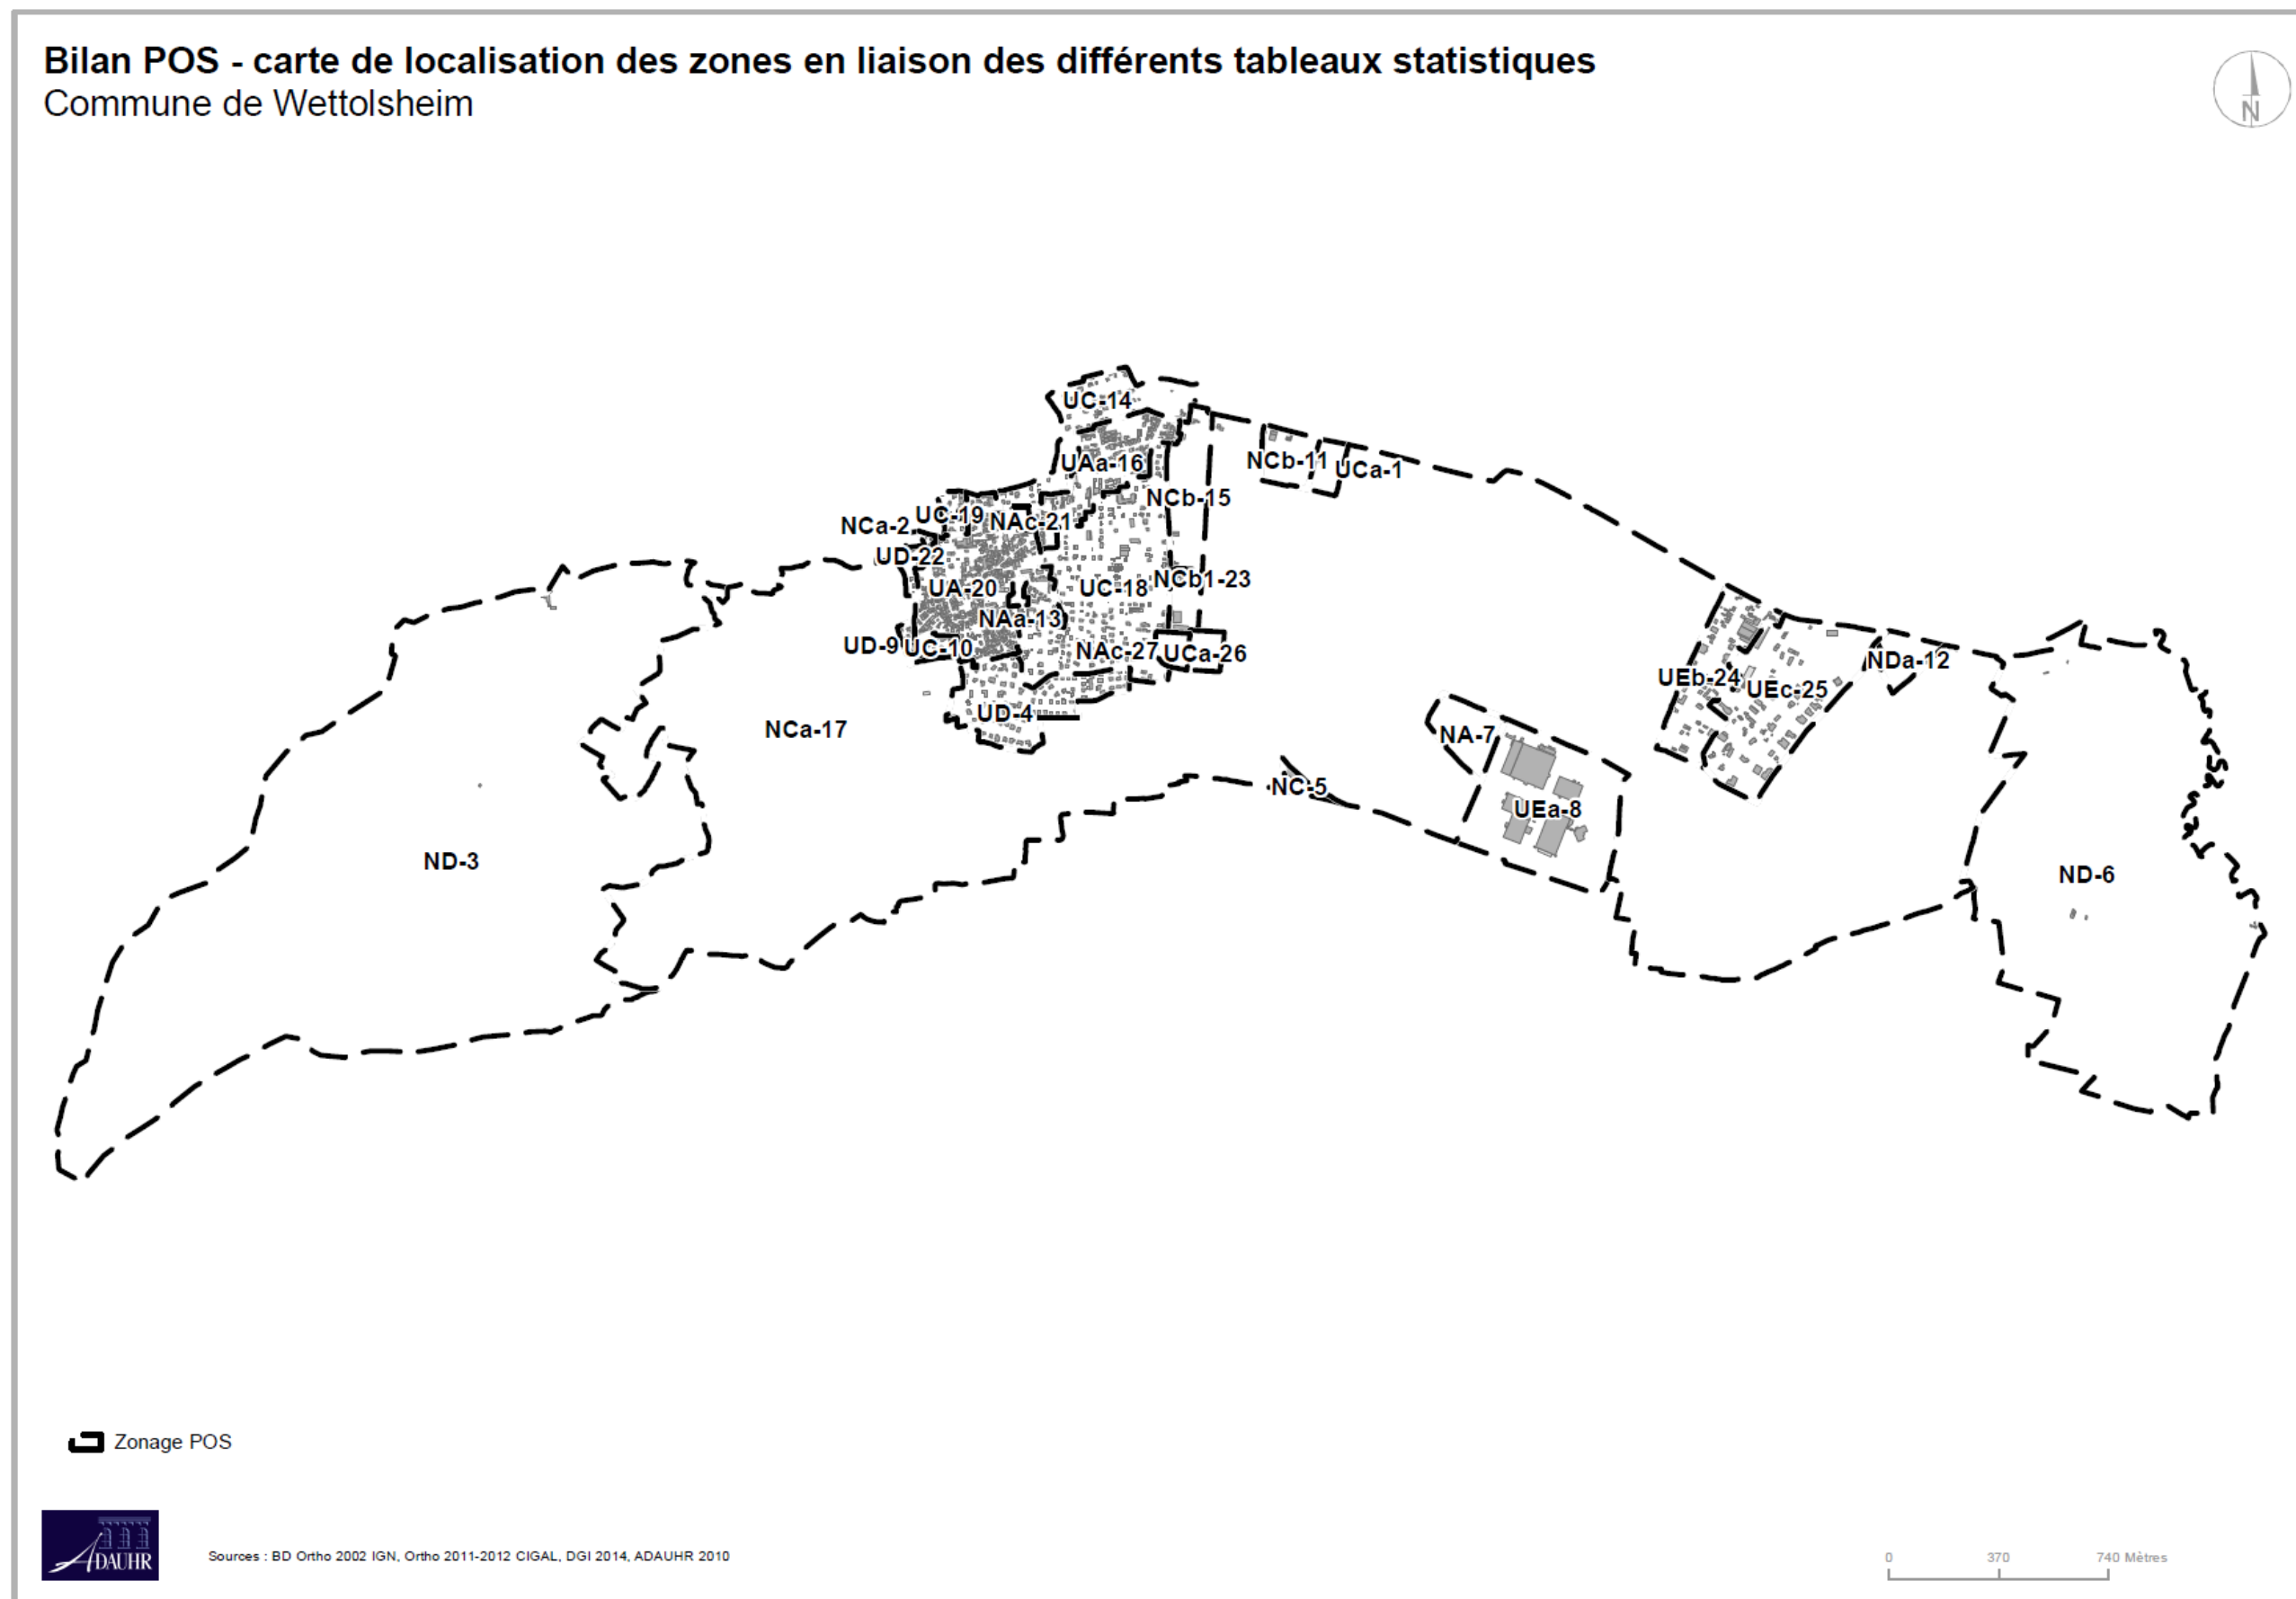 Bilan POS - carte de localisation des zones en liaison des différents tableaux statistiques
Commune de Wettolsheim
N
UC-14
UAa-16
NCb-11
UCa-1
NCb-15
UC-19
NAc-21
NCa-2
UD-22
UA-20
UC-18
NCb1-23
NAa-13
UD-9
UC-10
NAc-27
UCa-26
NDa-12
UEb-24
UEc-25
UD-4
NCa-17
NA-7
NC-5
UEa-8
ND-3
ND-6
Zonage POS
ADAUHR
Sources : BD Ortho 2002 IGN, Ortho 2011-2012 CIGAL, DGI 2014, ADAUHR 2010
0 370 740 Mètres